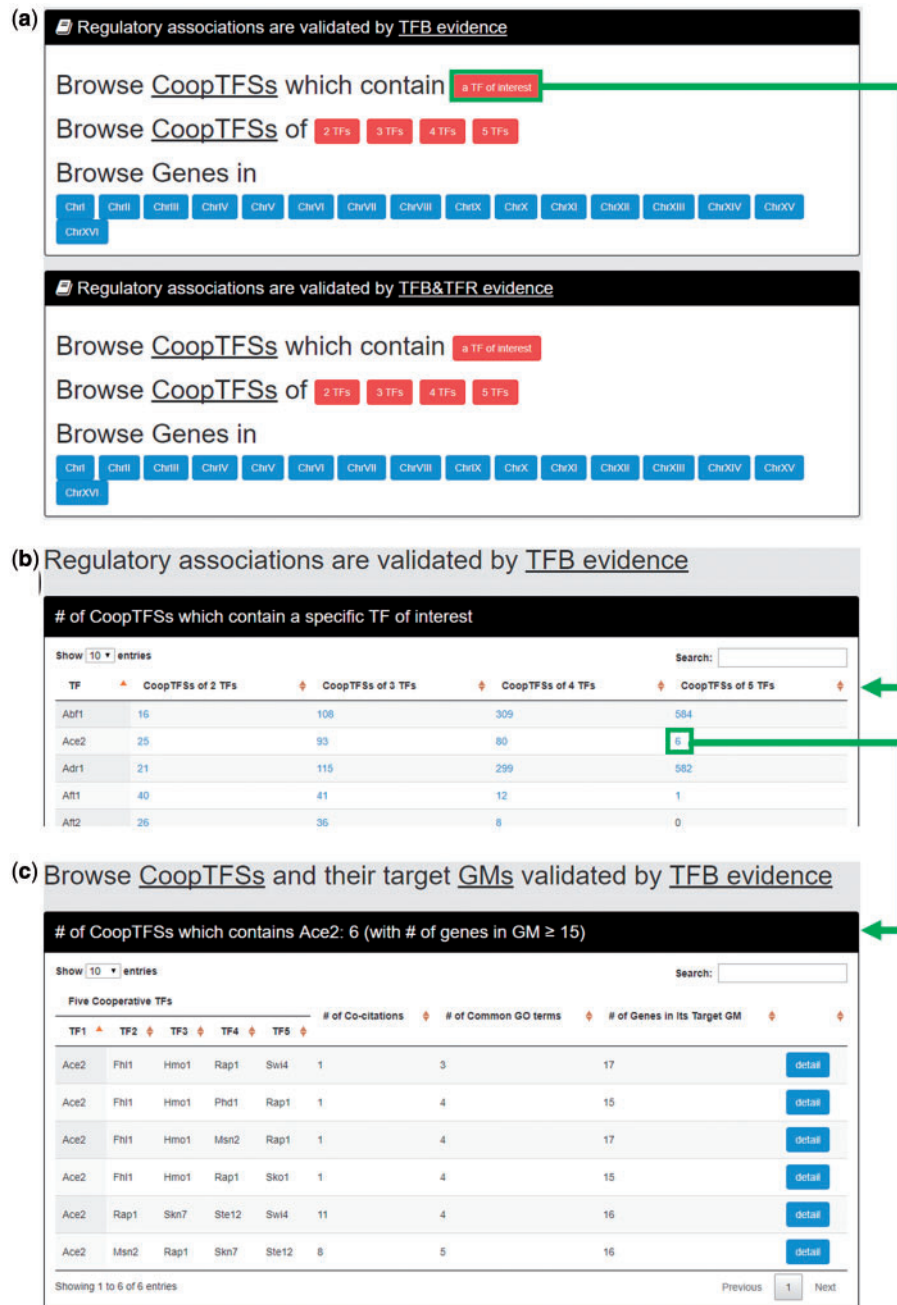 (a)
Regulatory associations are validated by TFB evidence
Browse CoopTFSs which contain a TF of interest
Browse CoopTFSs of 2 TFs 3 TFs 4 TFs 5 TFs
Browse Genes in
ChrI ChrII ChrIII ChrIV ChrV ChrVI ChrVII ChrVIII ChrIX ChrX ChrXI ChrXII ChrXIII ChrXIV ChrXV
ChrXVI
Regulatory associations are validated by TFB&TFR evidence
Browse CoopTFSs which contain a TF of interest
Browse CoopTFSs of 2 TFs 3 TFs 4 TFs 5 TFs
Browse Genes in
ChrI ChrII ChrIII ChrIV ChrV ChrVI ChrVII ChrVIII ChrIX ChrX ChrXI ChrXII ChrXIII ChrXIV ChrXV
ChrXVI
(b) Regulatory associations are validated by TFB evidence
# of CoopTFSs which contain a specific TF of interest
Show 10 entries Search:
TF CoopTFSs of 2 TFs CoopTFSs of 3 TFs CoopTFSs of 4 TFs CoopTFSs of 5 TFs
Abf1 16 108 309 584
Ace2 25 93 80 6
Adr1 21 115 299 582
Aft1 40 41 12 1
Aft2 26 36 8 0
(c) Browse CoopTFSs and their target GMs validated by TFB evidence
# of CoopTFSs which contains Ace2: 6 (with # of genes in GM ≥ 15)
Show 10 entries Search:
Five Cooperative TFs
# of Co-citations # of Common GO terms # of Genes in Its Target GM
TF1 TF2 TF3 TF4 TF5
Ace2 Fhl1 Hmo1 Rap1 Swi4 1 3 17 detail
Ace2 Fhl1 Hmo1 Phd1 Rap1 1 4 15 detail
Ace2 Fhl1 Hmo1 Msn2 Rap1 1 4 17 detail
Ace2 Fhl1 Hmo1 Rap1 Sko1 1 4 15 detail
Ace2 Rap1 Skn7 Ste12 Swi4 11 4 16 detail
Ace2 Msn2 Rap1 Skn7 Ste12 8 5 16 detail
Showing 1 to 6 of 6 entries Previous 1 Next